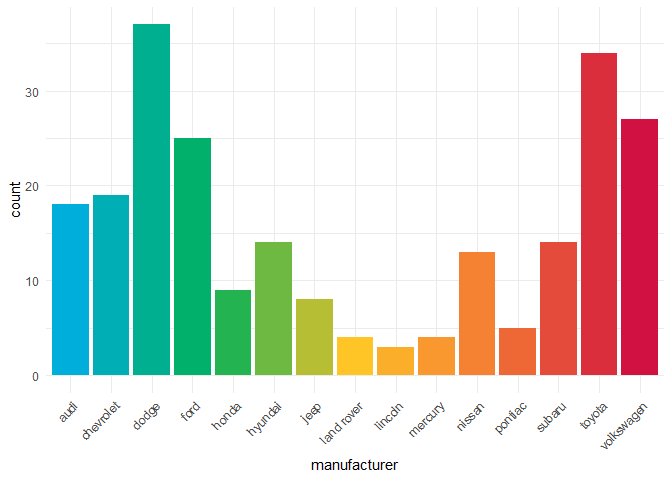 30
20
10
0
count
audi
chevrolet
dodge
ford
honda
hyundai
jeep
land rover
lincoln
mercury
nissan
pontiac
subaru
toyota
volkswagen
manufacturer